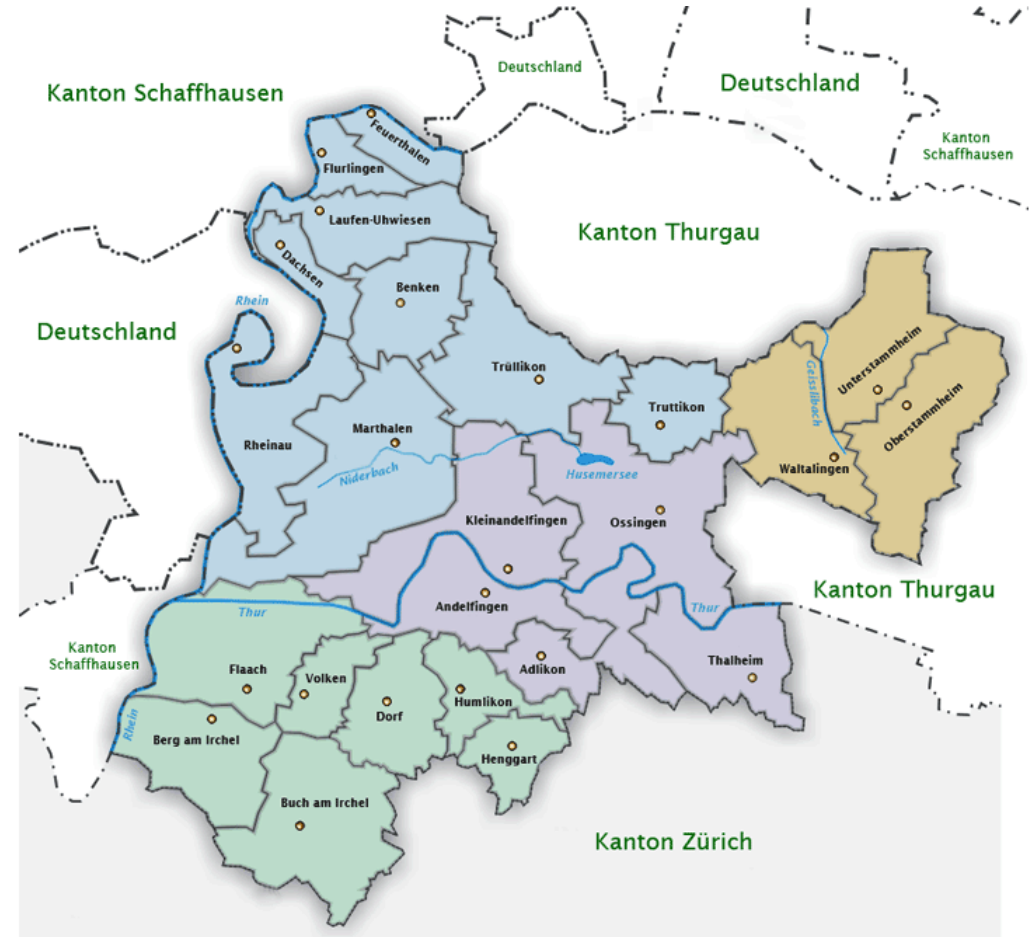 Deutschland
Deutschland
Kanton Schaffhausen
Feuerthalen
Kanton
Schaffhausen
Flurlingen
Laufen-Uhwiesen
Kanton Thurgau
Dachsen
Benken
Rhein
Deutschland
Unterstammheim
Geisslibach
Trüllikon
Oberstammheim
Truttikon
Marthalen
Rheinau
Niderbach
Husemersee
Waltalingen
Kleinandelfingen
Ossingen
Kanton Thurgau
Andelfingen
Thur
Thur
Kanton
Schaffhausen
Flaach
Volken
Adlikon
Thalheim
Humlikon
Dorf
Rhein
Berg am Irchel
Henggart
Buch am Irchel
Kanton Zürich